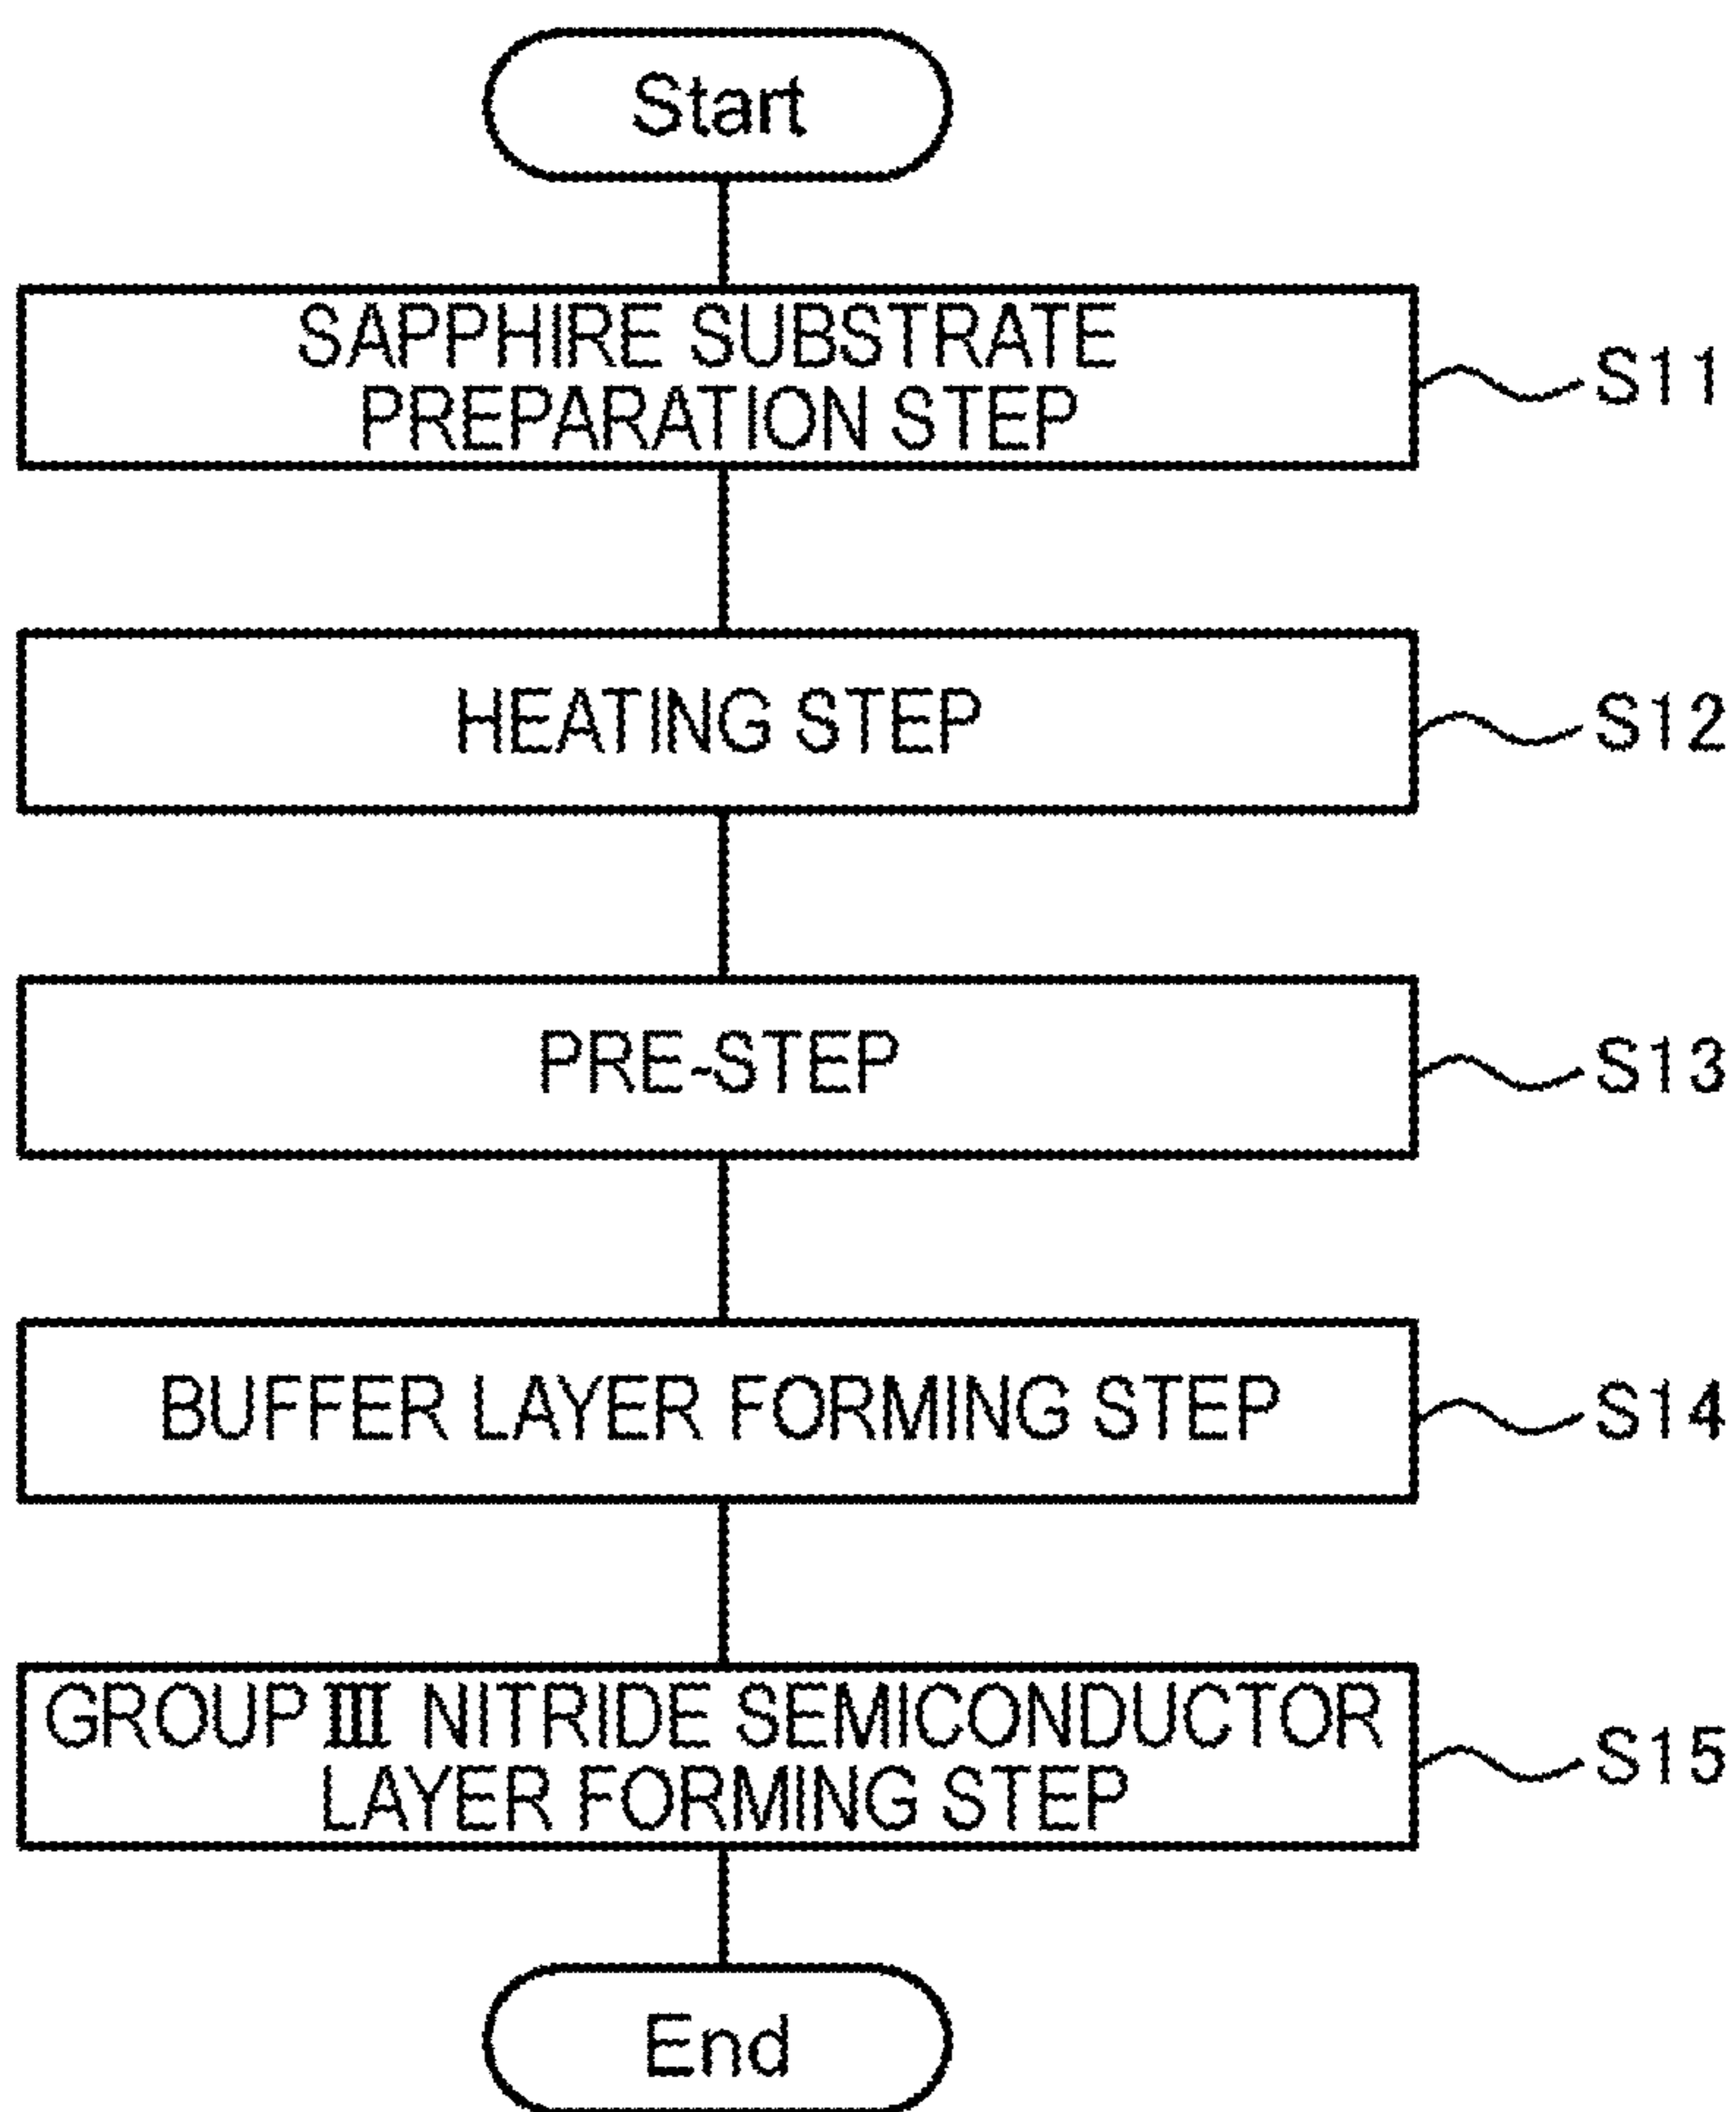 Start
SAPPHIRE SUBSTRATE
PREPARATION STEP
S11
HEATING STEP
S12
PRE-STEP
S13
BUFFER LAYER FORMING STEP
S14
GROUP Ⅲ NITRIDE SEMICONDUCTOR
LAYER FORMING STEP
S15
End